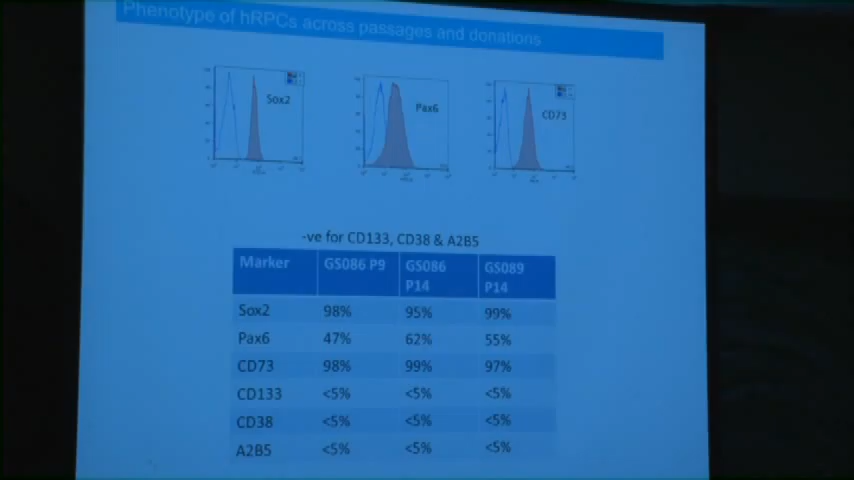 Phenotype of hRPCs across passages and donations
Sox2
Pax6
CD73
-ve for CD133, CD38 & A2B5
Marker GS086 P9 GS086 P14 GS089 P14
Sox2 98% 95% 99%
Pax6 47% 62% 55%
CD73 98% 99% 97%
CD133 <5% <5% <5%
CD38 <5% <5% <5%
A2B5 <5% <5% <5%